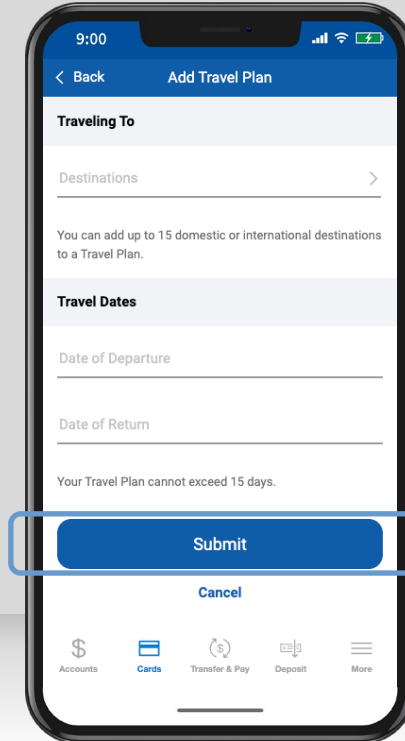 9:00
Back
Add Travel Plan
Traveling To
Destinations
You can add up to 15 domestic or international destinations
to a Travel Plan.
Travel Dates
Date of Departure
Date of Return
Your Travel Plan cannot exceed 15 days.
Submit
Cancel
Accounts
Cards
Transfer & Pay
Deposit
More